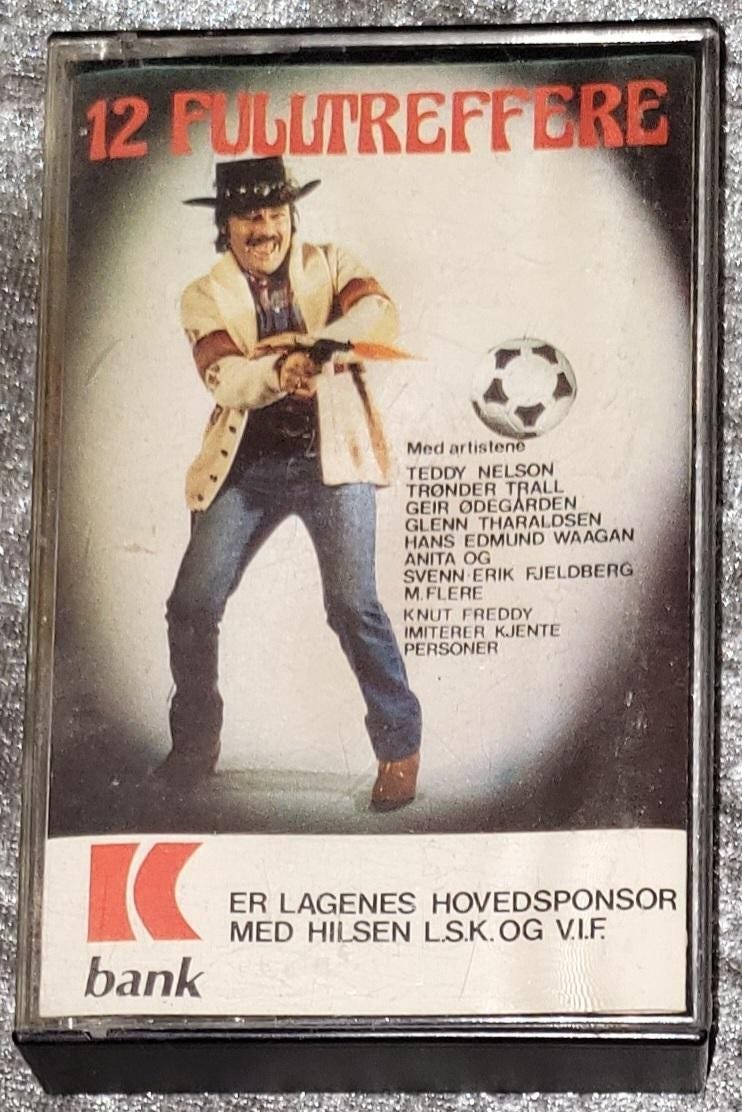 12 FULLTREFFERE
Med artistene
TEDDY NELSON
TRØNDER TRALL
GEIR ØDEGÅRDEN
GLENN THARALDSEN
HANS EDMUND WAAGAN
ANITA OG
SVENN-ERIK FJELDBERG
M.FLERE
KNUT FREDDY
IMITERER KJENTE
PERSONER
K
bank
ER LAGENES HOVEDSPONSOR
MED HILSEN L.S.K. OG V.I.F.